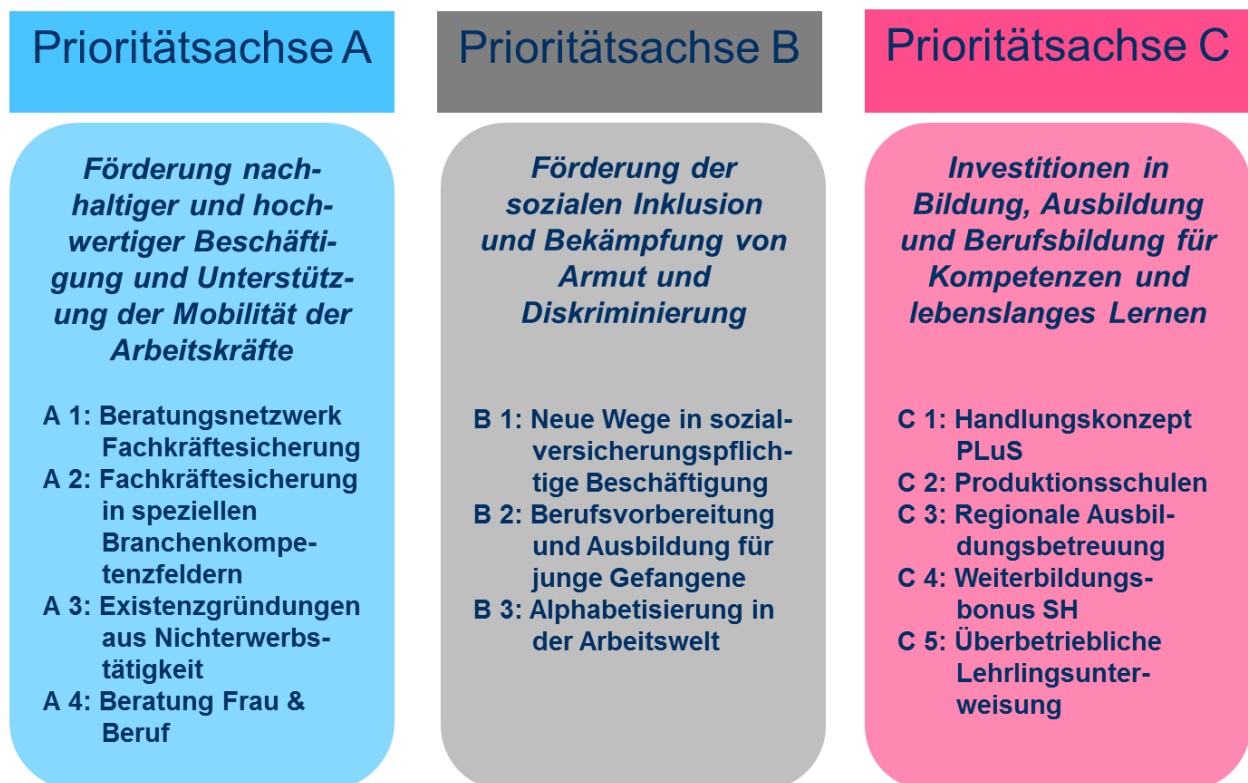 Prioritätsachse A
Förderung nach-
haltiger und hoch-
wertiger Beschäfti-
gung und Unterstütz-
ung der Mobilität der
Arbeitskräfte
A 1: Beratungsnetzwerk
Fachkräftesicherung
A 2: Fachkräftesicherung
in speziellen
Branchenkompe-
tenzfeldern
A 3: Existenzgründungen
aus Nichterwerbs-
tätigkeit
A 4: Beratung Frau &
Beruf
Prioritätsachse B
Förderung der
sozialen Inklusion
und Bekämpfung von
Armut und
Diskriminierung
B 1: Neue Wege in sozial-
versicherungspflich-
tige Beschäftigung
B 2: Berufsvorbereitung
und Ausbildung für
junge Gefangene
B 3: Alphabetisierung in
der Arbeitswelt
Prioritätsachse C
Investitionen in
Bildung, Ausbildung
und Berufsbildung für
Kompetenzen und
lebenslanges Lernen
C 1: Handlungskonzept
PLuS
C 2: Produktionsschulen
C 3: Regionale Ausbil-
dungsbetreuung
C 4: Weiterbildungs-
bonus SH
C 5: Überbetriebliche
Lehrlingsunter-
weisung